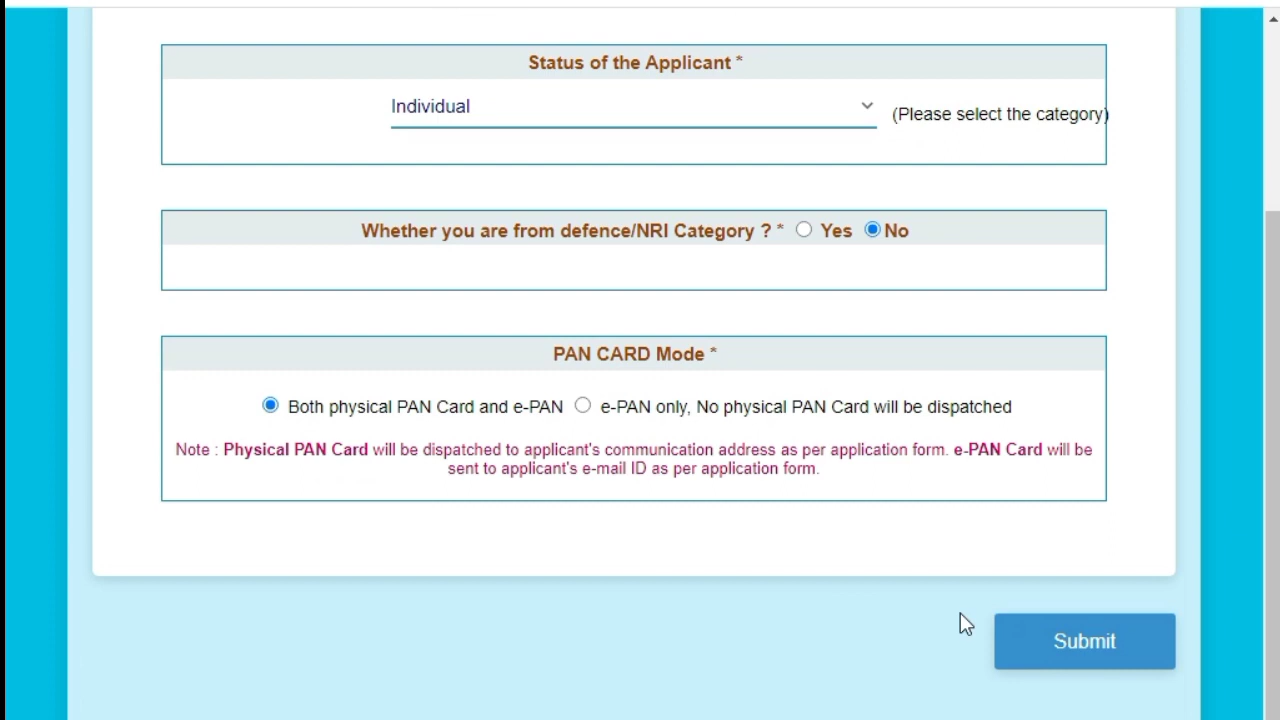 Status of the Applicant *
Individual
(Please select the category)
Whether you are from defence/NRI Category ? * Yes No
PAN CARD Mode *
Both physical PAN Card and e-PAN e-PAN only, No physical PAN Card will be dispatched
Note : Physical PAN Card will be dispatched to applicant's communication address as per application form. e-PAN Card will be
sent to applicant's e-mail ID as per application form.
Submit